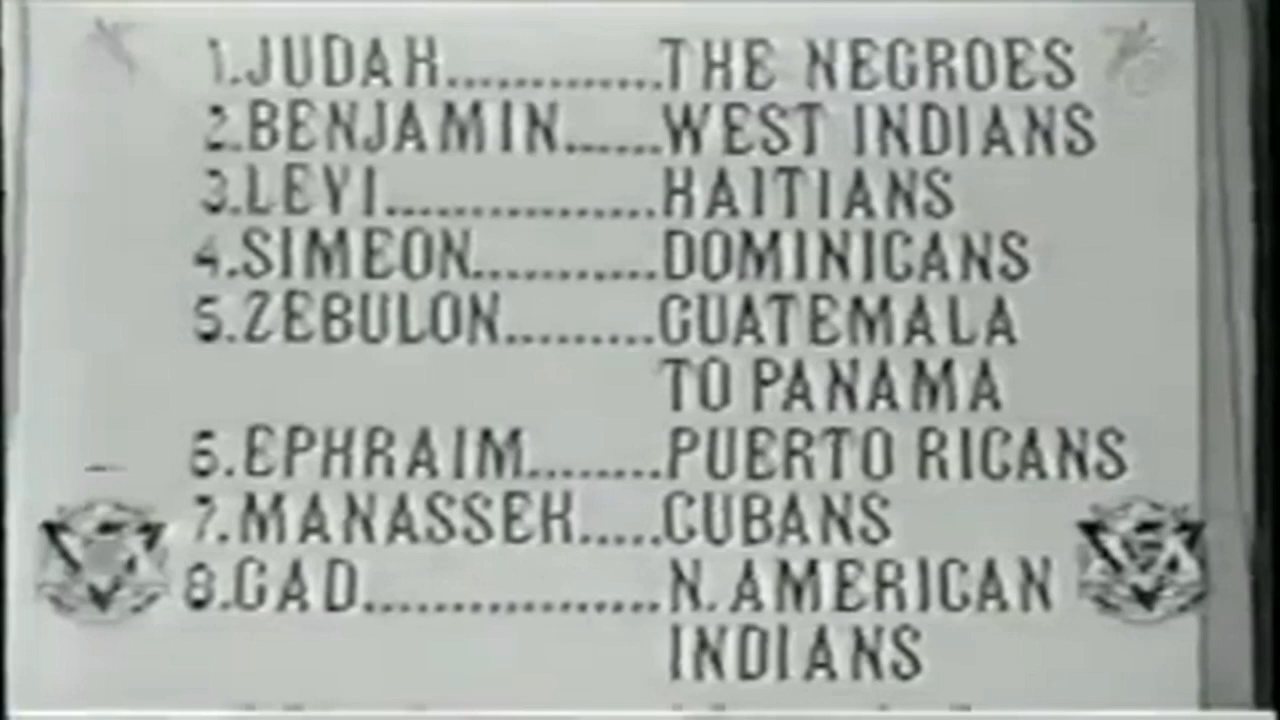 1.JUDAH..............THE NEGROES
2.BENJAMIN......WEST INDIANS
3.LEVI..................HAITIANS
4.SIMEON............DOMINICANS
5.ZEBULON..........GUATEMALA
TO PANAMA
6.EPHRAIM.........PUERTO RICANS
7.MANASSEH.....CUBANS
8.GAD....................N. AMERICAN
INDIANS